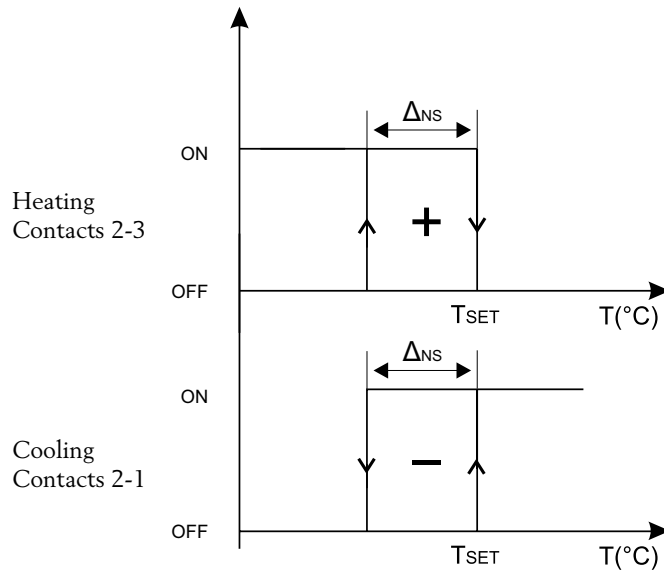 ΔNS
ON
Heating
Contacts 2-3
+
OFF
TSET
T(°C)
ΔNS
ON
Cooling
Contacts 2-1
−
OFF
TSET
T(°C)